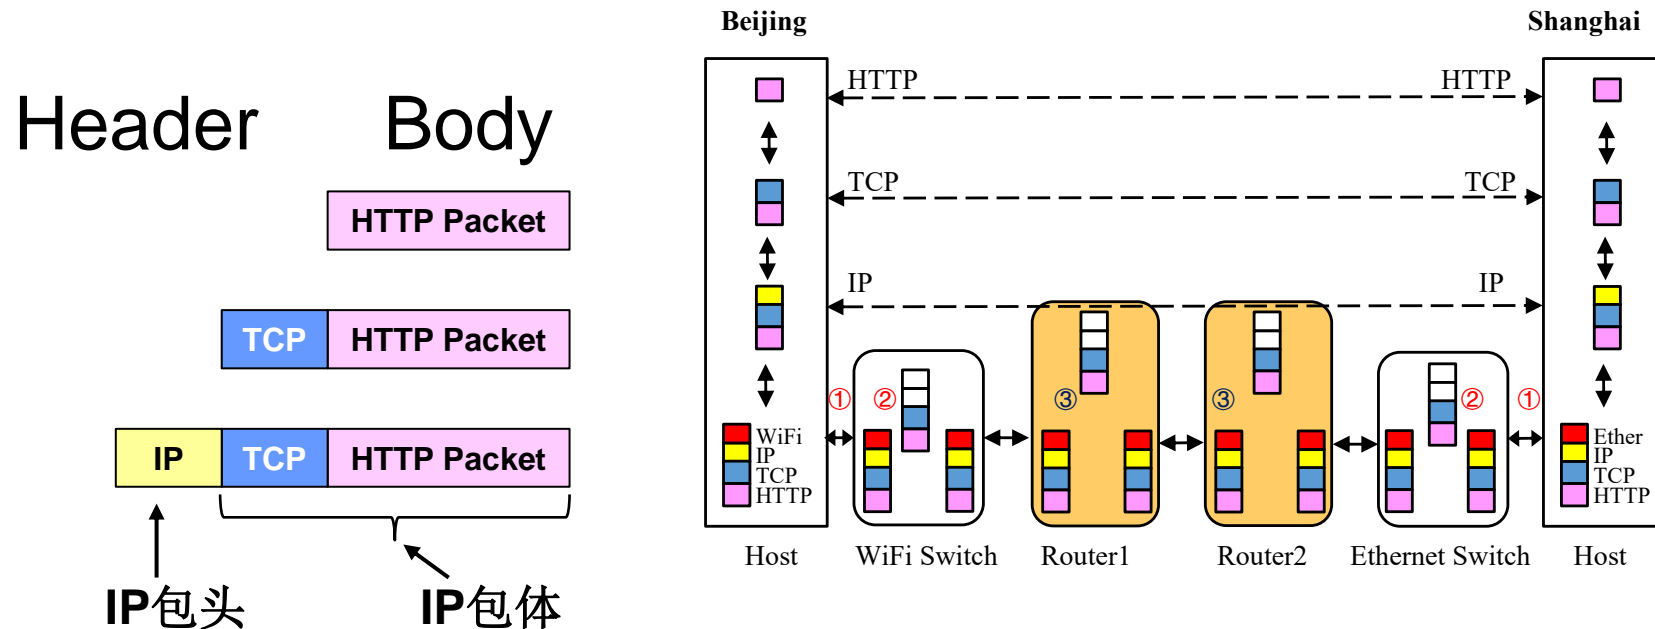 Header Body
HTTP Packet
TCP HTTP Packet
IP TCP HTTP Packet
IP包头 IP包体
Beijing Shanghai
HTTP HTTP
TCP TCP
IP IP
① ② ③ ③ ② ①
WiFi Ether
IP IP
TCP TCP
HTTP HTTP
Host WiFi Switch Router1 Router2 Ethernet Switch Host